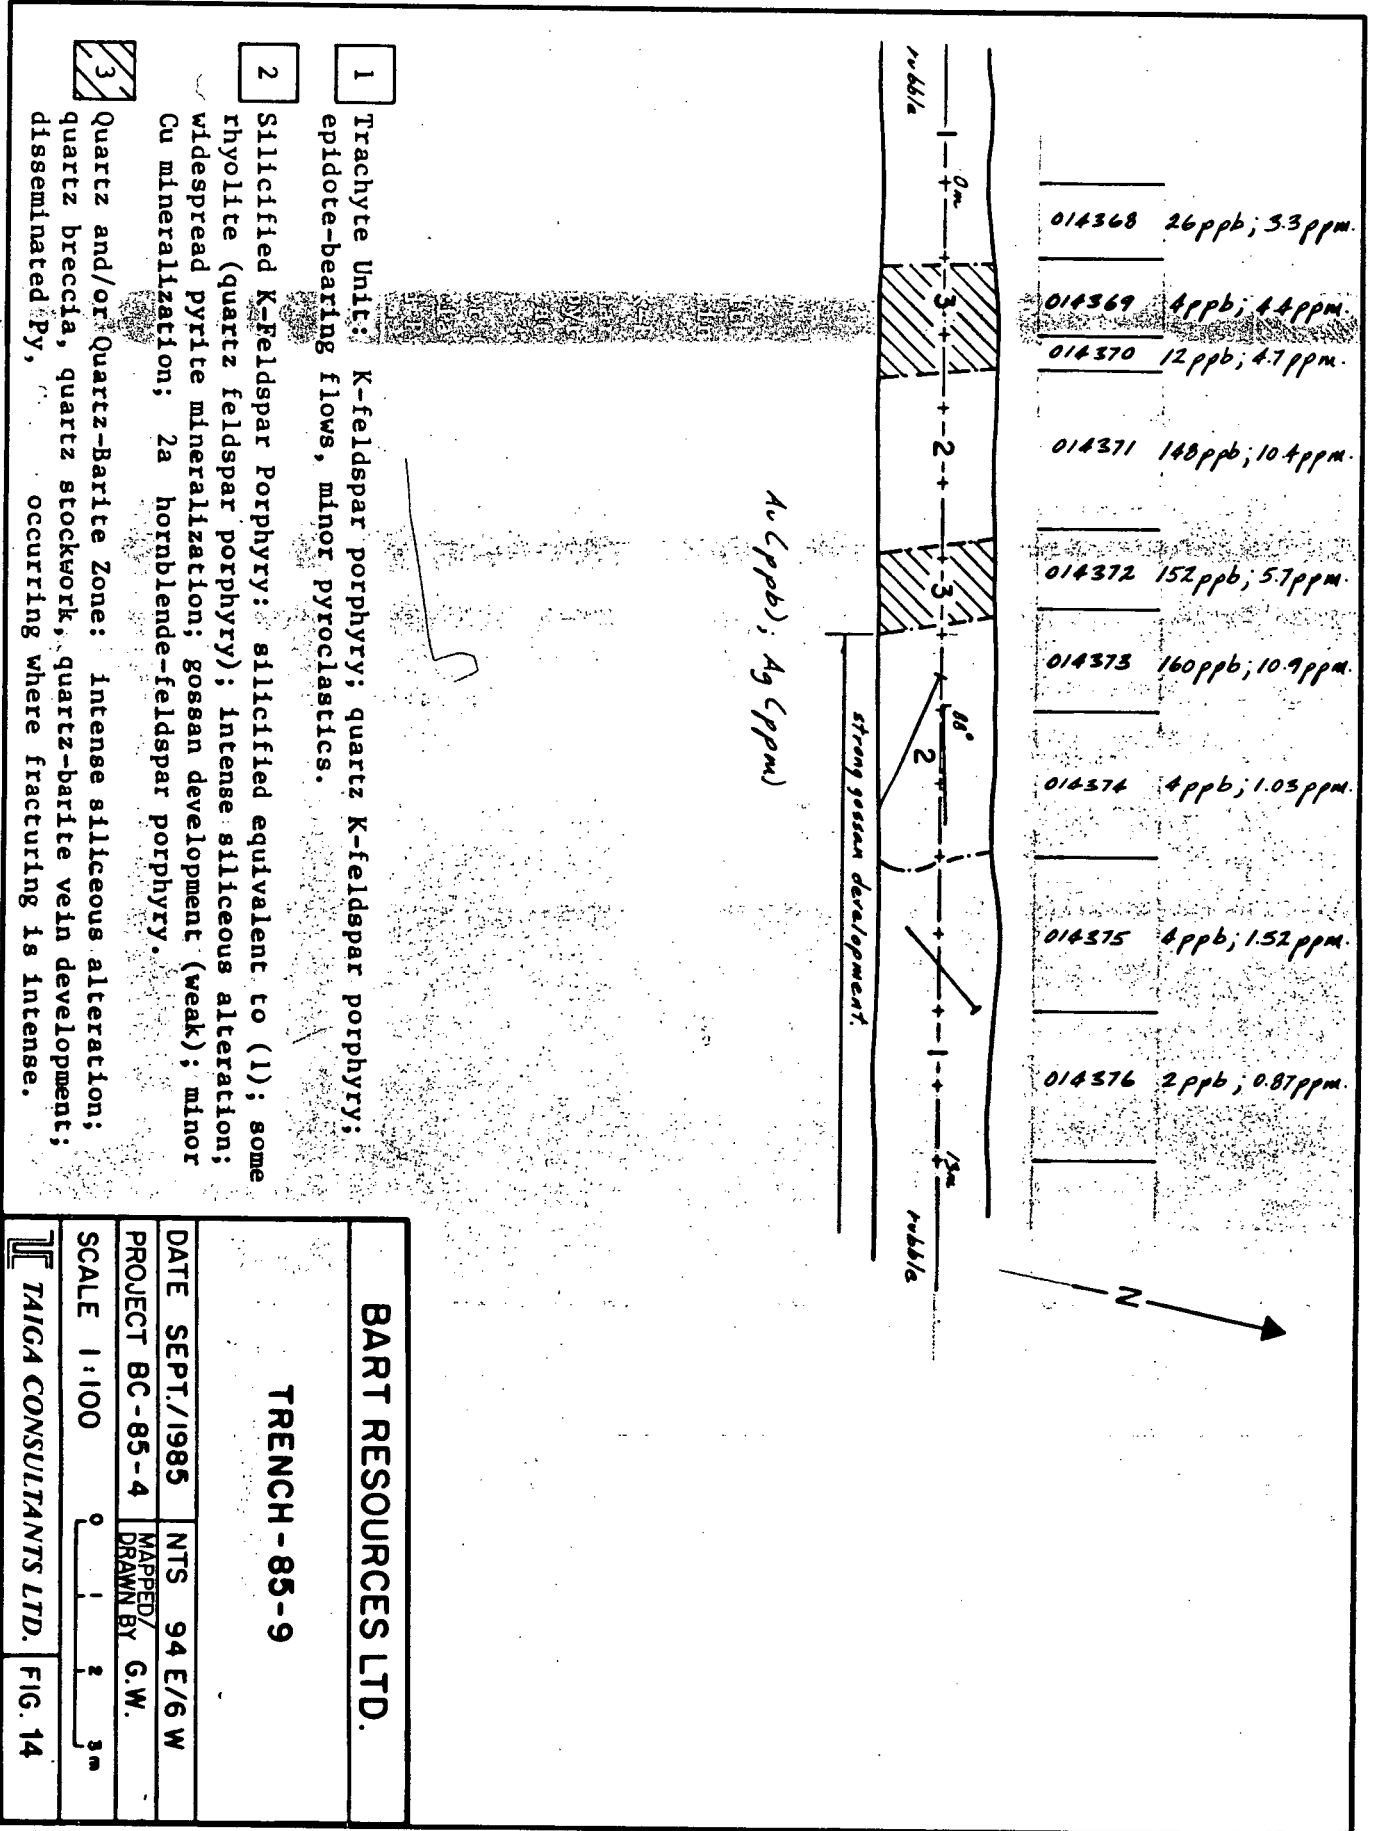 014368 26ppb; 3.3ppm.
014369 4ppb; 4.4ppm.
014370 12ppb; 4.7ppm.
014371 148ppb; 10.4ppm.
014372 152ppb; 5.7ppm.
014373 160ppb; 10.9ppm.
014374 4ppb; 1.03ppm.
014375 4ppb; 1.52ppm.
014376 2ppb; 0.87ppm.
N
rubble
1
0m
3
2
3
88°
2
1
13m
rubble
strong gossan development.
Au (ppb); Ag (ppm)
1 Trachyte Unit: K-feldspar porphyry; quartz K-feldspar porphyry;
epidote-bearing flows, minor pyroclastics.
2 Silicified K-Feldspar Porphyry: silicified equivalent to (1); some
rhyolite (quartz feldspar porphyry); intense siliceous alteration;
widespread pyrite mineralization; gossan development (weak); minor
Cu mineralization; 2a hornblende-feldspar porphyry.
3 Quartz and/or Quartz-Barite Zone: intense siliceous alteration;
quartz breccia, quartz stockwork, quartz-barite vein development;
disseminated Py, occurring where fracturing is intense.
BART RESOURCES LTD.
TRENCH-85-9
DATE SEPT./1985 NTS 94 E/6 W
PROJECT BC-85-4 MAPPED/
DRAWN BY G.W.
SCALE 1:100 0 1 2 3m
TAIGA CONSULTANTS LTD. FIG. 14